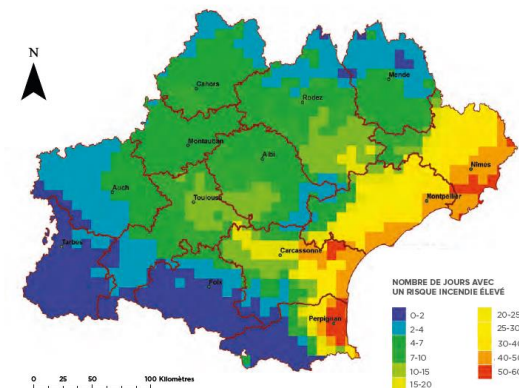 N
Cahors
Mende
Rodez
Montauban
Albi
Nîmes
Auch
Toulouse
Montpellier
Tarbes
Carcassonne
Foix
Perpignan
NOMBRE DE JOURS AVEC
UN RISQUE INCENDIE ÉLEVÉ
0-2
2-4
4-7
7-10
10-15
15-20
20-25
25-30
30-40
40-50
50-60
0 25 50 100 Kilomètres